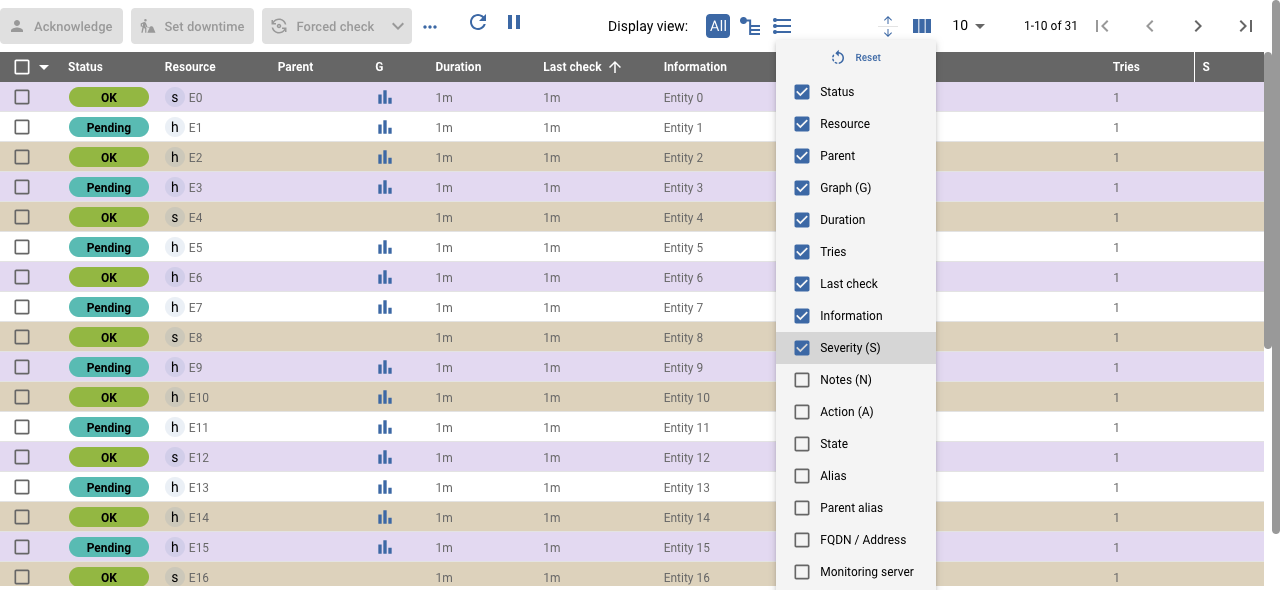 Acknowledge Set downtime Forced check Display view: All 10 1-10 of 31
Status Resource Parent G Duration Last check Information Tries S
OK s E0 1m 1m Entity 0 1
Pending h E1 1m 1m Entity 1 1
OK h E2 1m 1m Entity 2 1
Pending h E3 1m 1m Entity 3 1
OK s E4 1m 1m Entity 4 1
Pending h E5 1m 1m Entity 5 1
OK h E6 1m 1m Entity 6 1
Pending h E7 1m 1m Entity 7 1
OK s E8 1m 1m Entity 8 1
Pending h E9 1m 1m Entity 9 1
OK h E10 1m 1m Entity 10 1
Pending h E11 1m 1m Entity 11 1
OK s E12 1m 1m Entity 12 1
Pending h E13 1m 1m Entity 13 1
OK h E14 1m 1m Entity 14 1
Pending h E15 1m 1m Entity 15 1
OK s E16 1m 1m Entity 16 1
Reset
Status
Resource
Parent
Graph (G)
Duration
Tries
Last check
Information
Severity (S)
Notes (N)
Action (A)
State
Alias
Parent alias
FQDN / Address
Monitoring server